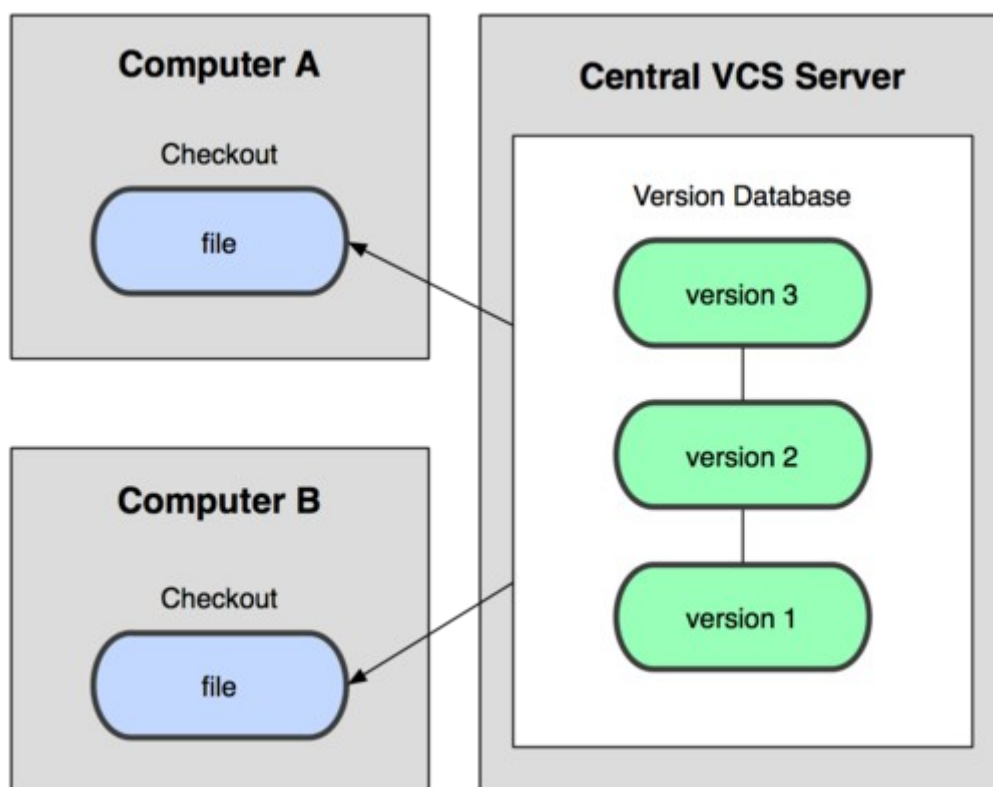 Computer A
Checkout
file
Computer B
Checkout
file
Central VCS Server
Version Database
version 3
version 2
version 1